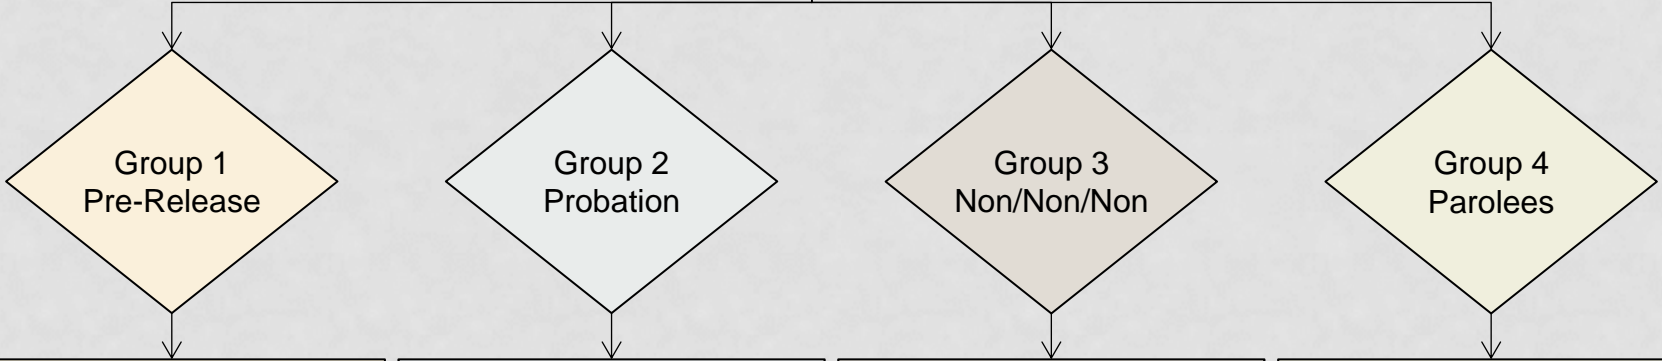 Group 1
Pre-Release
Group 2
Probation
Group 3
Non/Non/Non
Group 4
Parolees